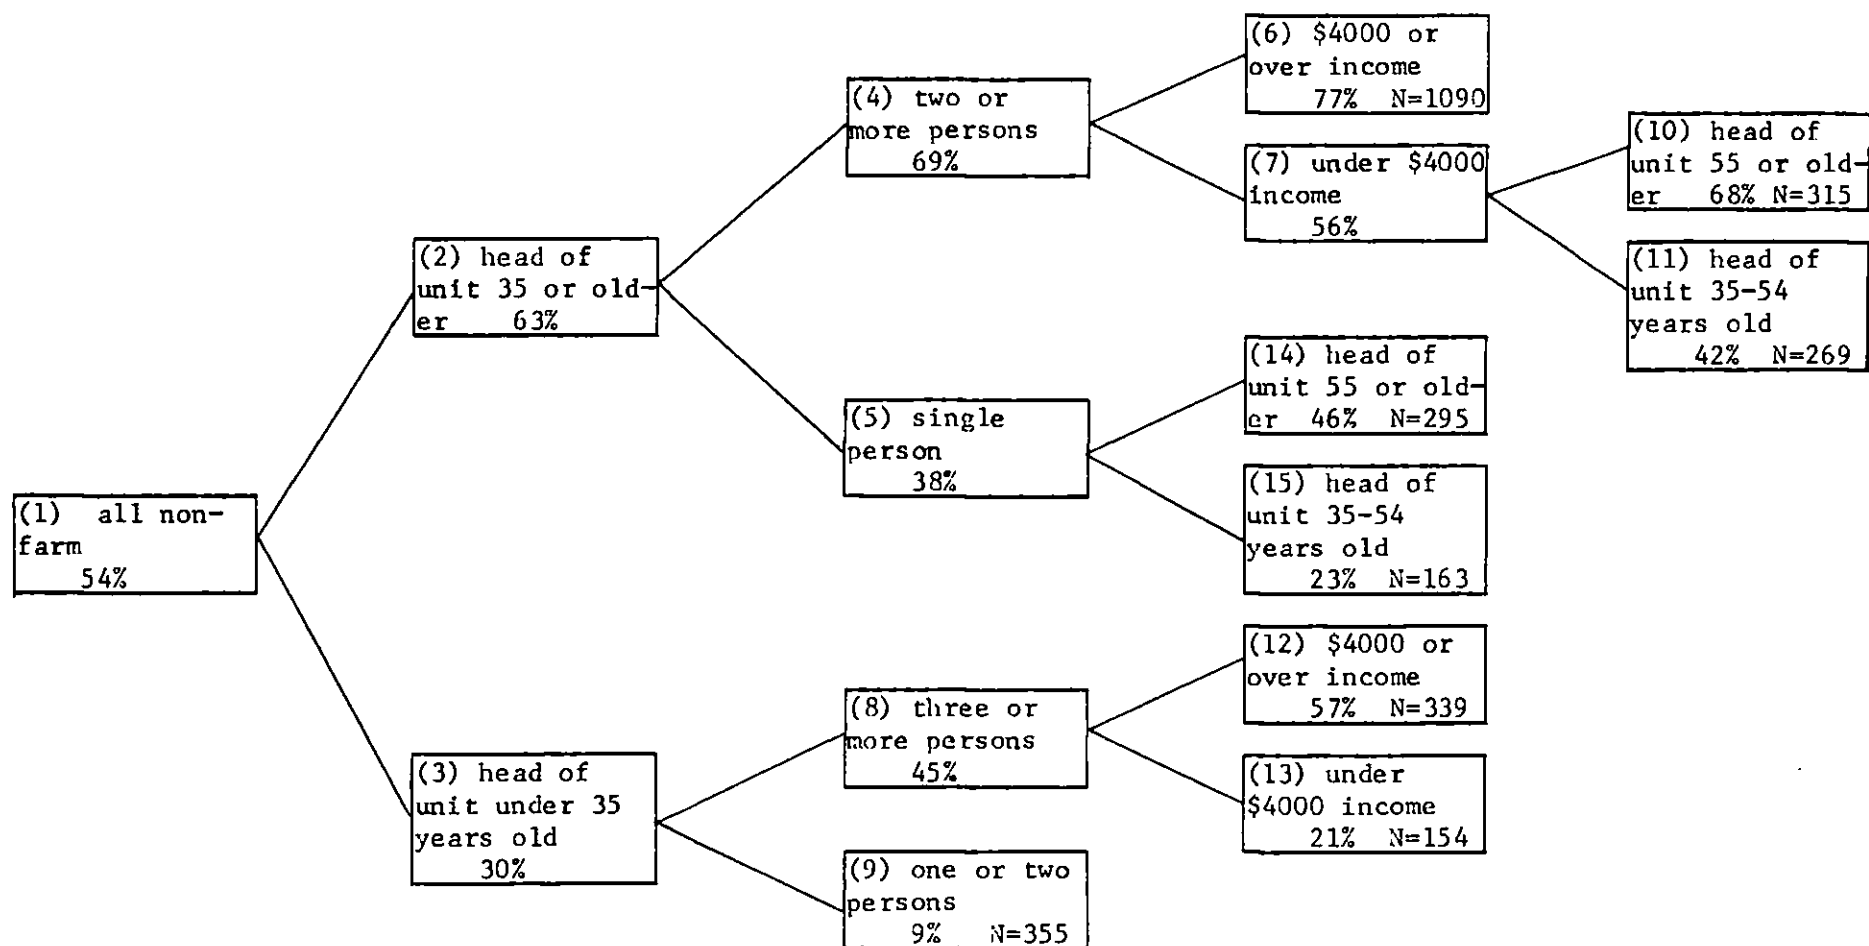 (1) all non-
farm
54%
(2) head of
unit 35 or old-
er 63%
(3) head of
unit under 35
years old
30%
(4) two or
more persons
69%
(5) single
person
38%
(8) three or
more persons
45%
(9) one or two
persons
9% N=355
(6) $4000 or
over income
77% N=1090
(7) under $4000
income
56%
(14) head of
unit 55 or old-
er 46% N=295
(15) head of
unit 35-54
years old
23% N=163
(12) $4000 or
over income
57% N=339
(13) under
$4000 income
21% N=154
(10) head of
unit 55 or old-
er 68% N=315
(11) head of
unit 35-54
years old
42% N=269